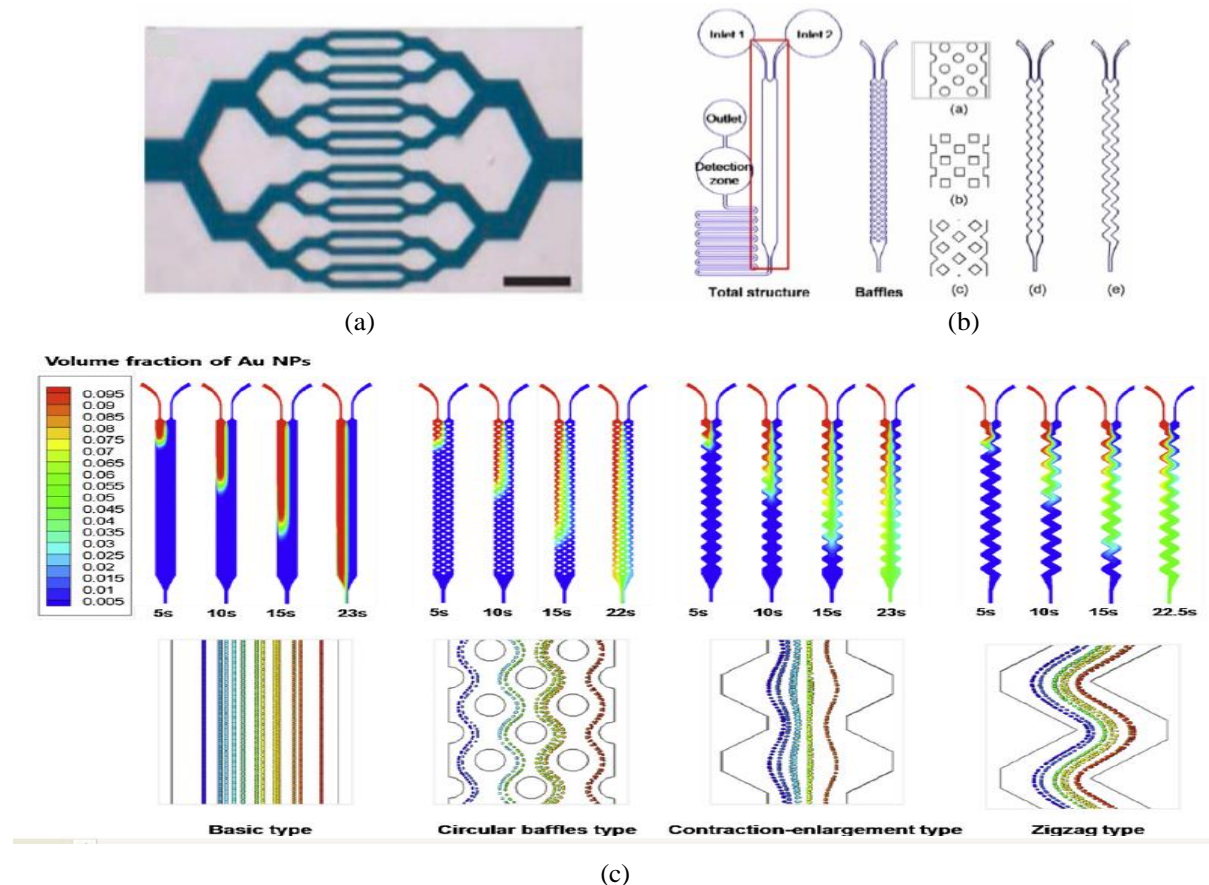 Inlet 1
Inlet 2
Outlet
Detection
zone
(a)
(b)
(c)
Total structure
Baffles
(d)
(e)
(a)
(b)
Volume fraction of Au NPs
0.095
0.085
0.08
0.075
0.07
0.065
0.06
0.055
0.05
0.045
0.04
0.035
0.03
0.025
0.02
0.015
0.01
0.005
5s 10s 15s 23s
5s 10s 15s 22s
5s 10s 15s 23s
5s 10s 15s 22.5s
Basic type
Circular baffles type
Contraction-enlargement type
Zigzag type
(c)